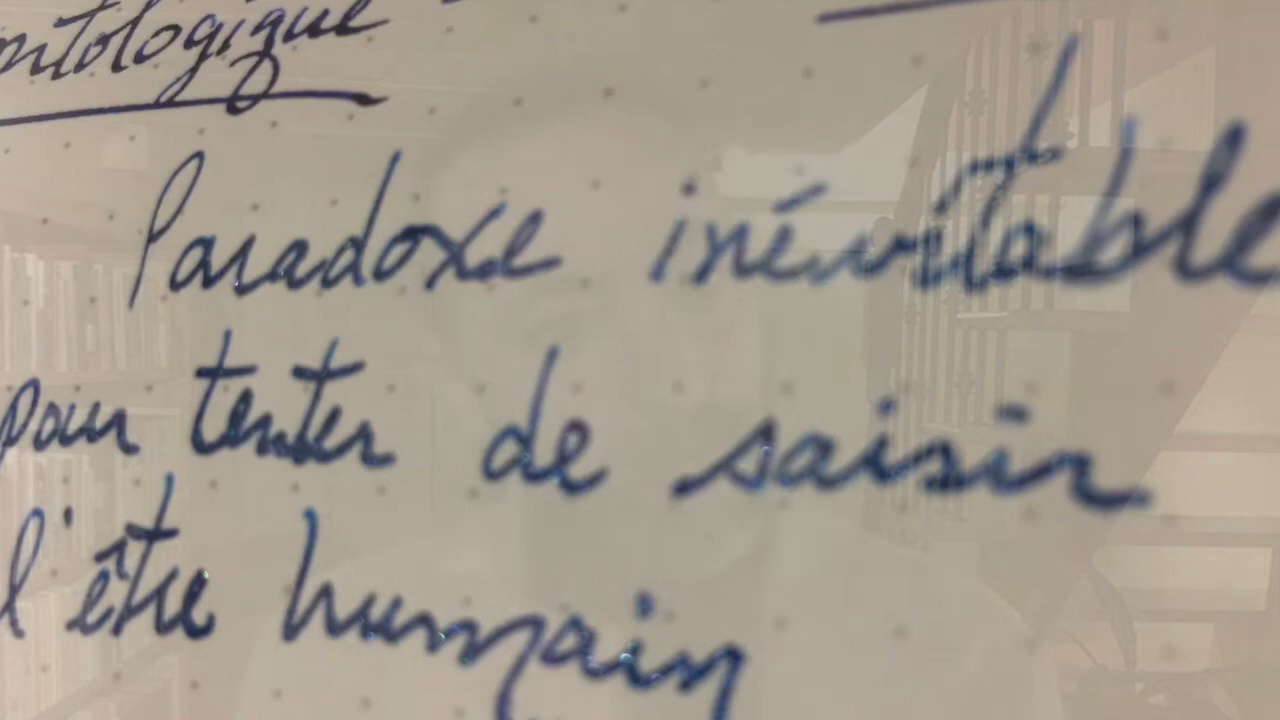 ntologique
Paradoxe inévitable
pour tenter de saisir
l'être humain